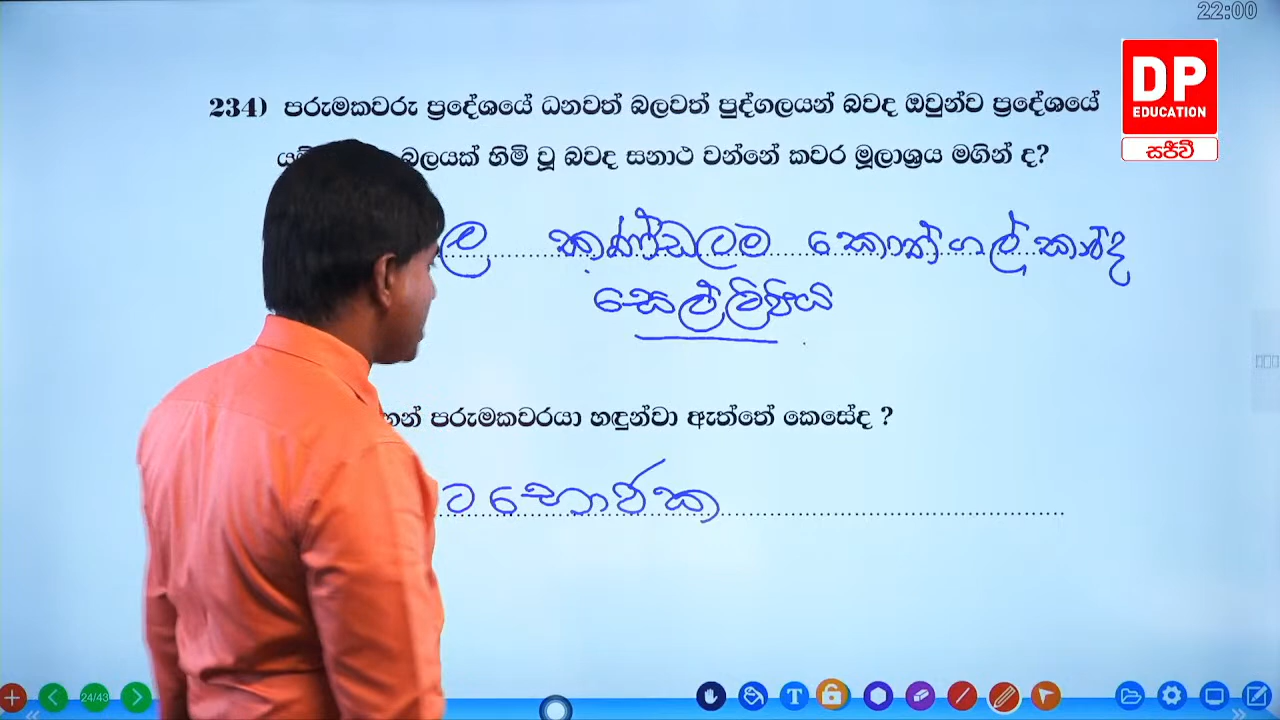 22:00
DP
EDUCATION
සජීවී
234) පරුමකවරු ප්‍රදේශයේ ධනවත් බලවත් පුද්ගලයන් බවද ඔවුන්ව ප්‍රදේශයේ
බලයක් හිමි වූ බවද සනාථ වන්නේ කවර මූලාශ්‍රය මගින් ද?
කණ්ඩලම කොත්ගල් කන්ද
සෙල්ලිපිය
පරුමකවරයා හඳුන්වා ඇත්තේ කෙසේද ?
24/43